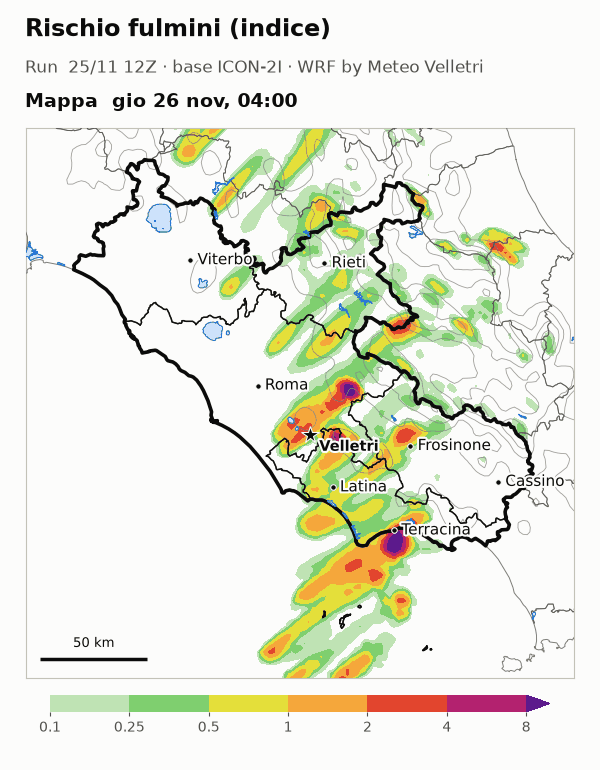 Rischio fulmini (indice)
Run 25/11 12Z · base ICON-2I · WRF by Meteo Velletri
Mappa gio 26 nov, 04:00
Viterbo
Rieti
Roma
Velletri
Frosinone
Cassino
Latina
Terracina
50 km
0.1 0.25 0.5 1 2 4 8